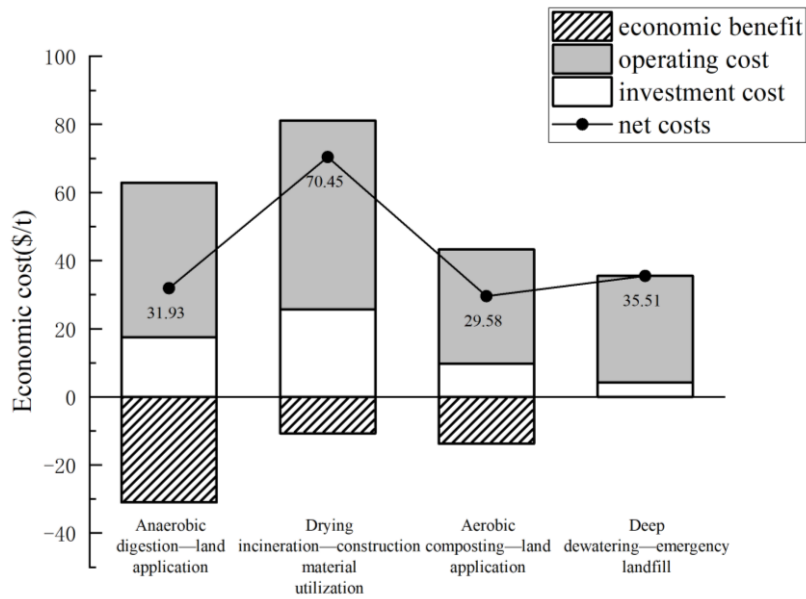 economic benefit
operating cost
investment cost
net costs
100
80
60
40
20
0
−20
−40
Economic cost($/t)
31.93
70.45
29.58
35.51
Anaerobic
digestion—land
application
Drying
incineration—construction
material
utilization
Aerobic
composting—land
application
Deep
dewatering—emergency
landfill